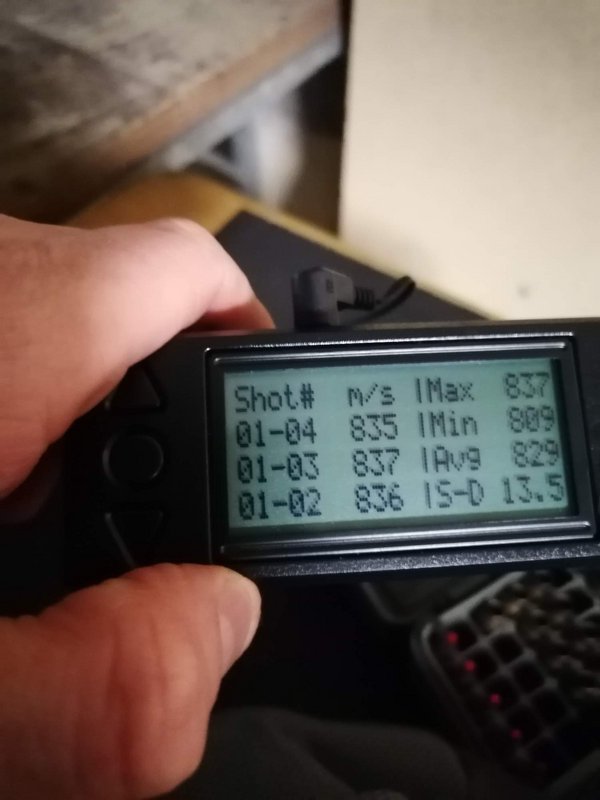 Shot# m/s |Max 837
01-04 835 |Min 809
01-03 837 |Avg 829
01-02 836 |S-D 13.5